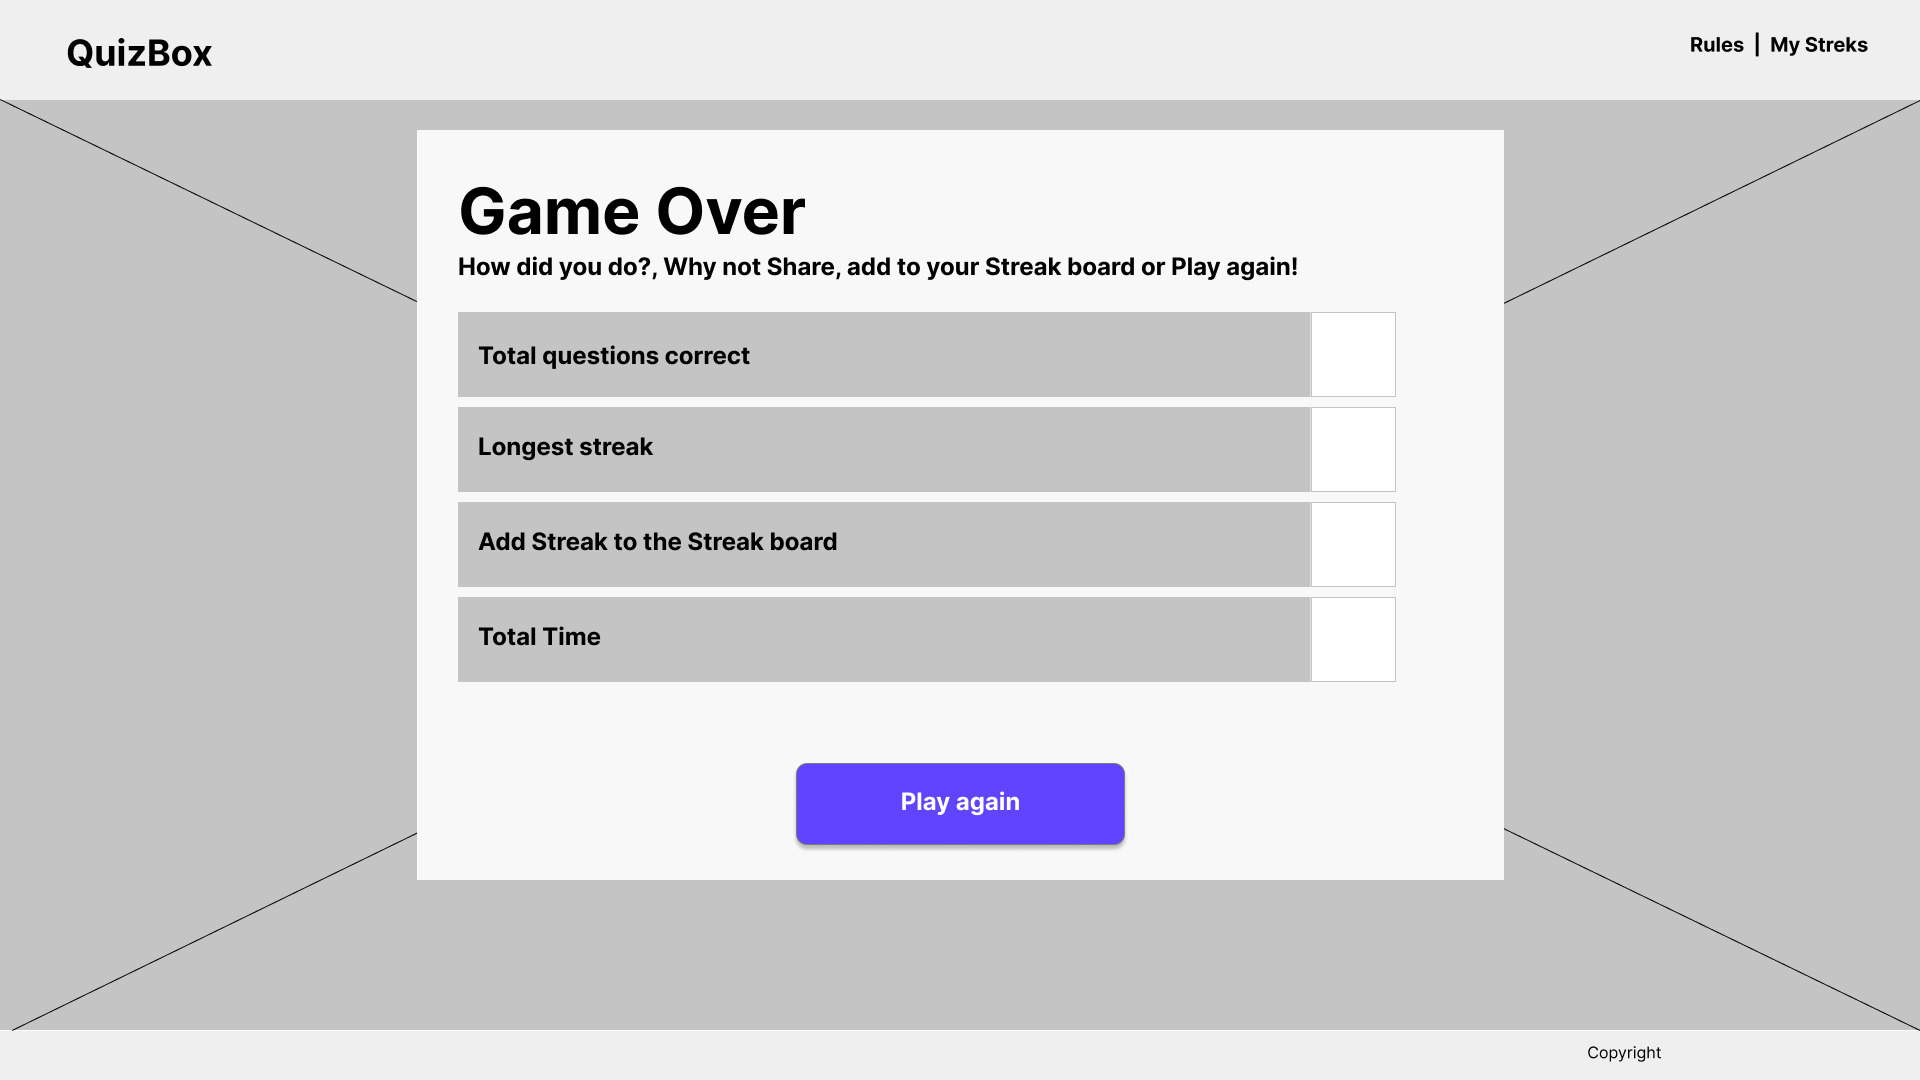 QuizBox
Rules | My Streks
Game Over
How did you do?, Why not Share, add to your Streak board or Play again!
Total questions correct
Longest streak
Add Streak to the Streak board
Total Time
Play again
Copyright